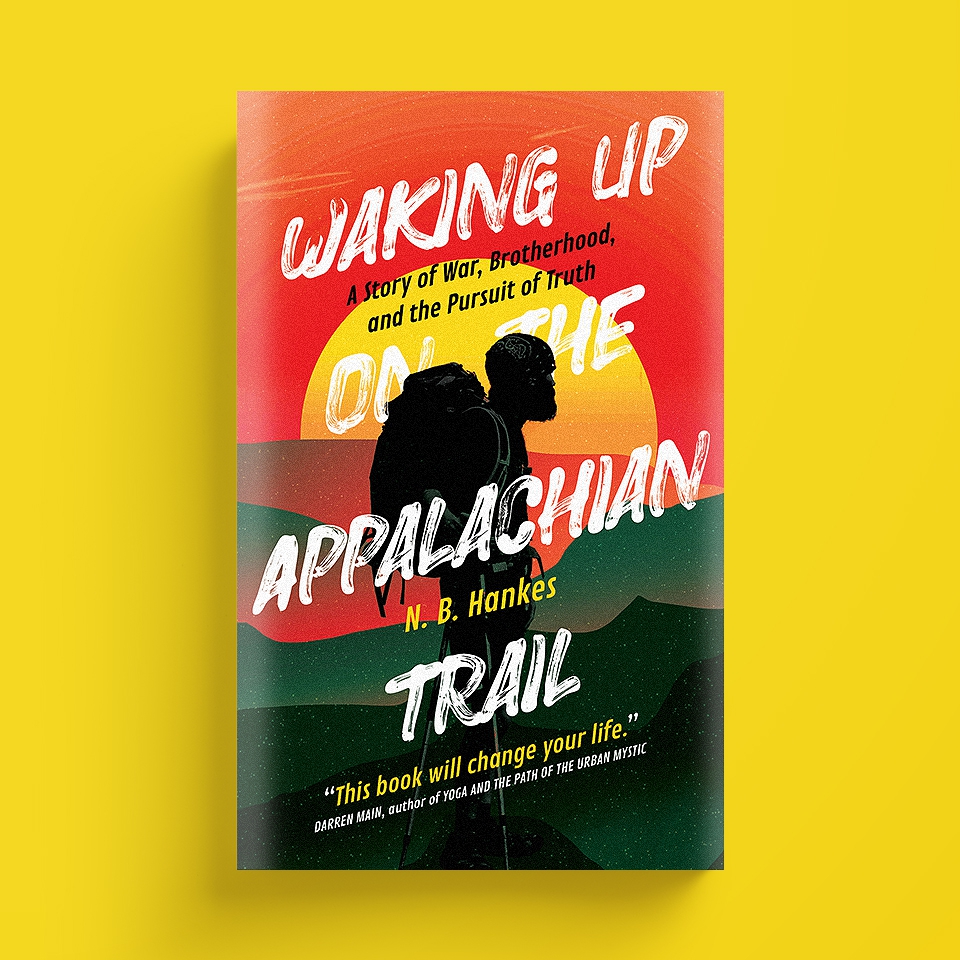 WAKING UP
A Story of War, Brotherhood,
and the Pursuit of Truth
ON THE
APPALACHIAN
N. B. Hankes
TRAIL
“This book will change your life.”
DARREN MAIN, author of YOGA AND THE PATH OF THE URBAN MYSTIC